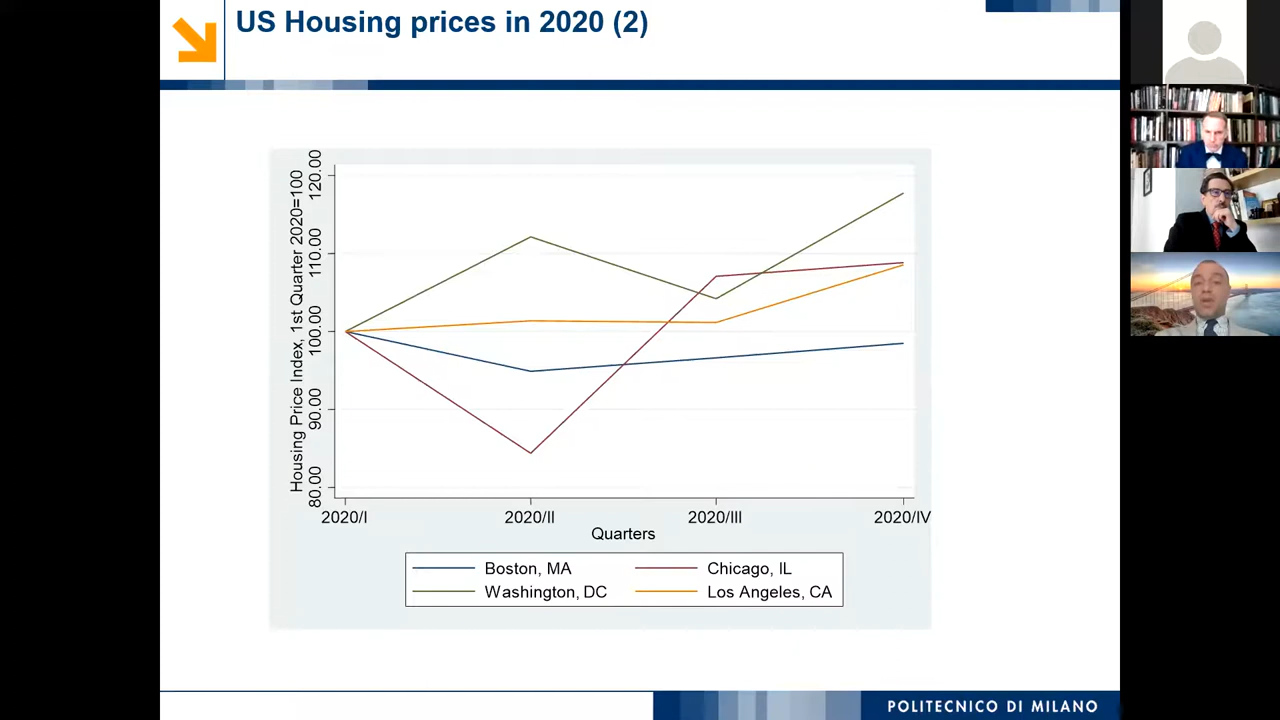 US Housing prices in 2020 (2)
Housing Price Index, 1st Quarter 2020=100
120.00
110.00
100.00
90.00
80.00
2020/I
2020/II
2020/III
2020/IV
Quarters
Boston, MA
Chicago, IL
Washington, DC
Los Angeles, CA
POLITECNICO DI MILANO